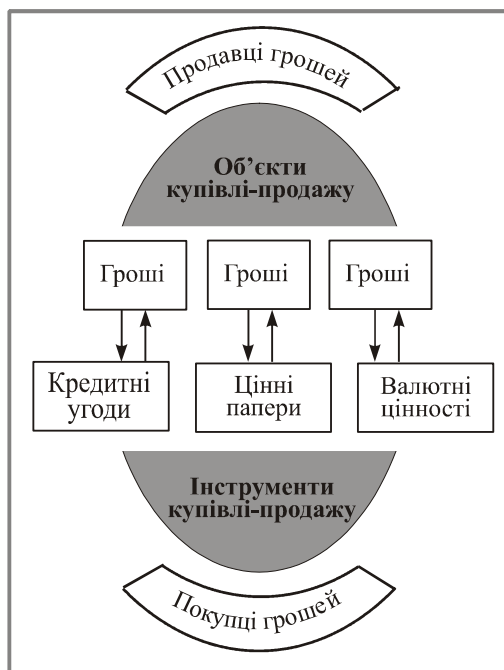 Продавці грошей
Об’єкти
купівлі-продажу
Гроші
Гроші
Гроші
Кредитні
угоди
Цінні
папери
Валютні
цінності
Інструменти
купівлі-продажу
Покупці грошей